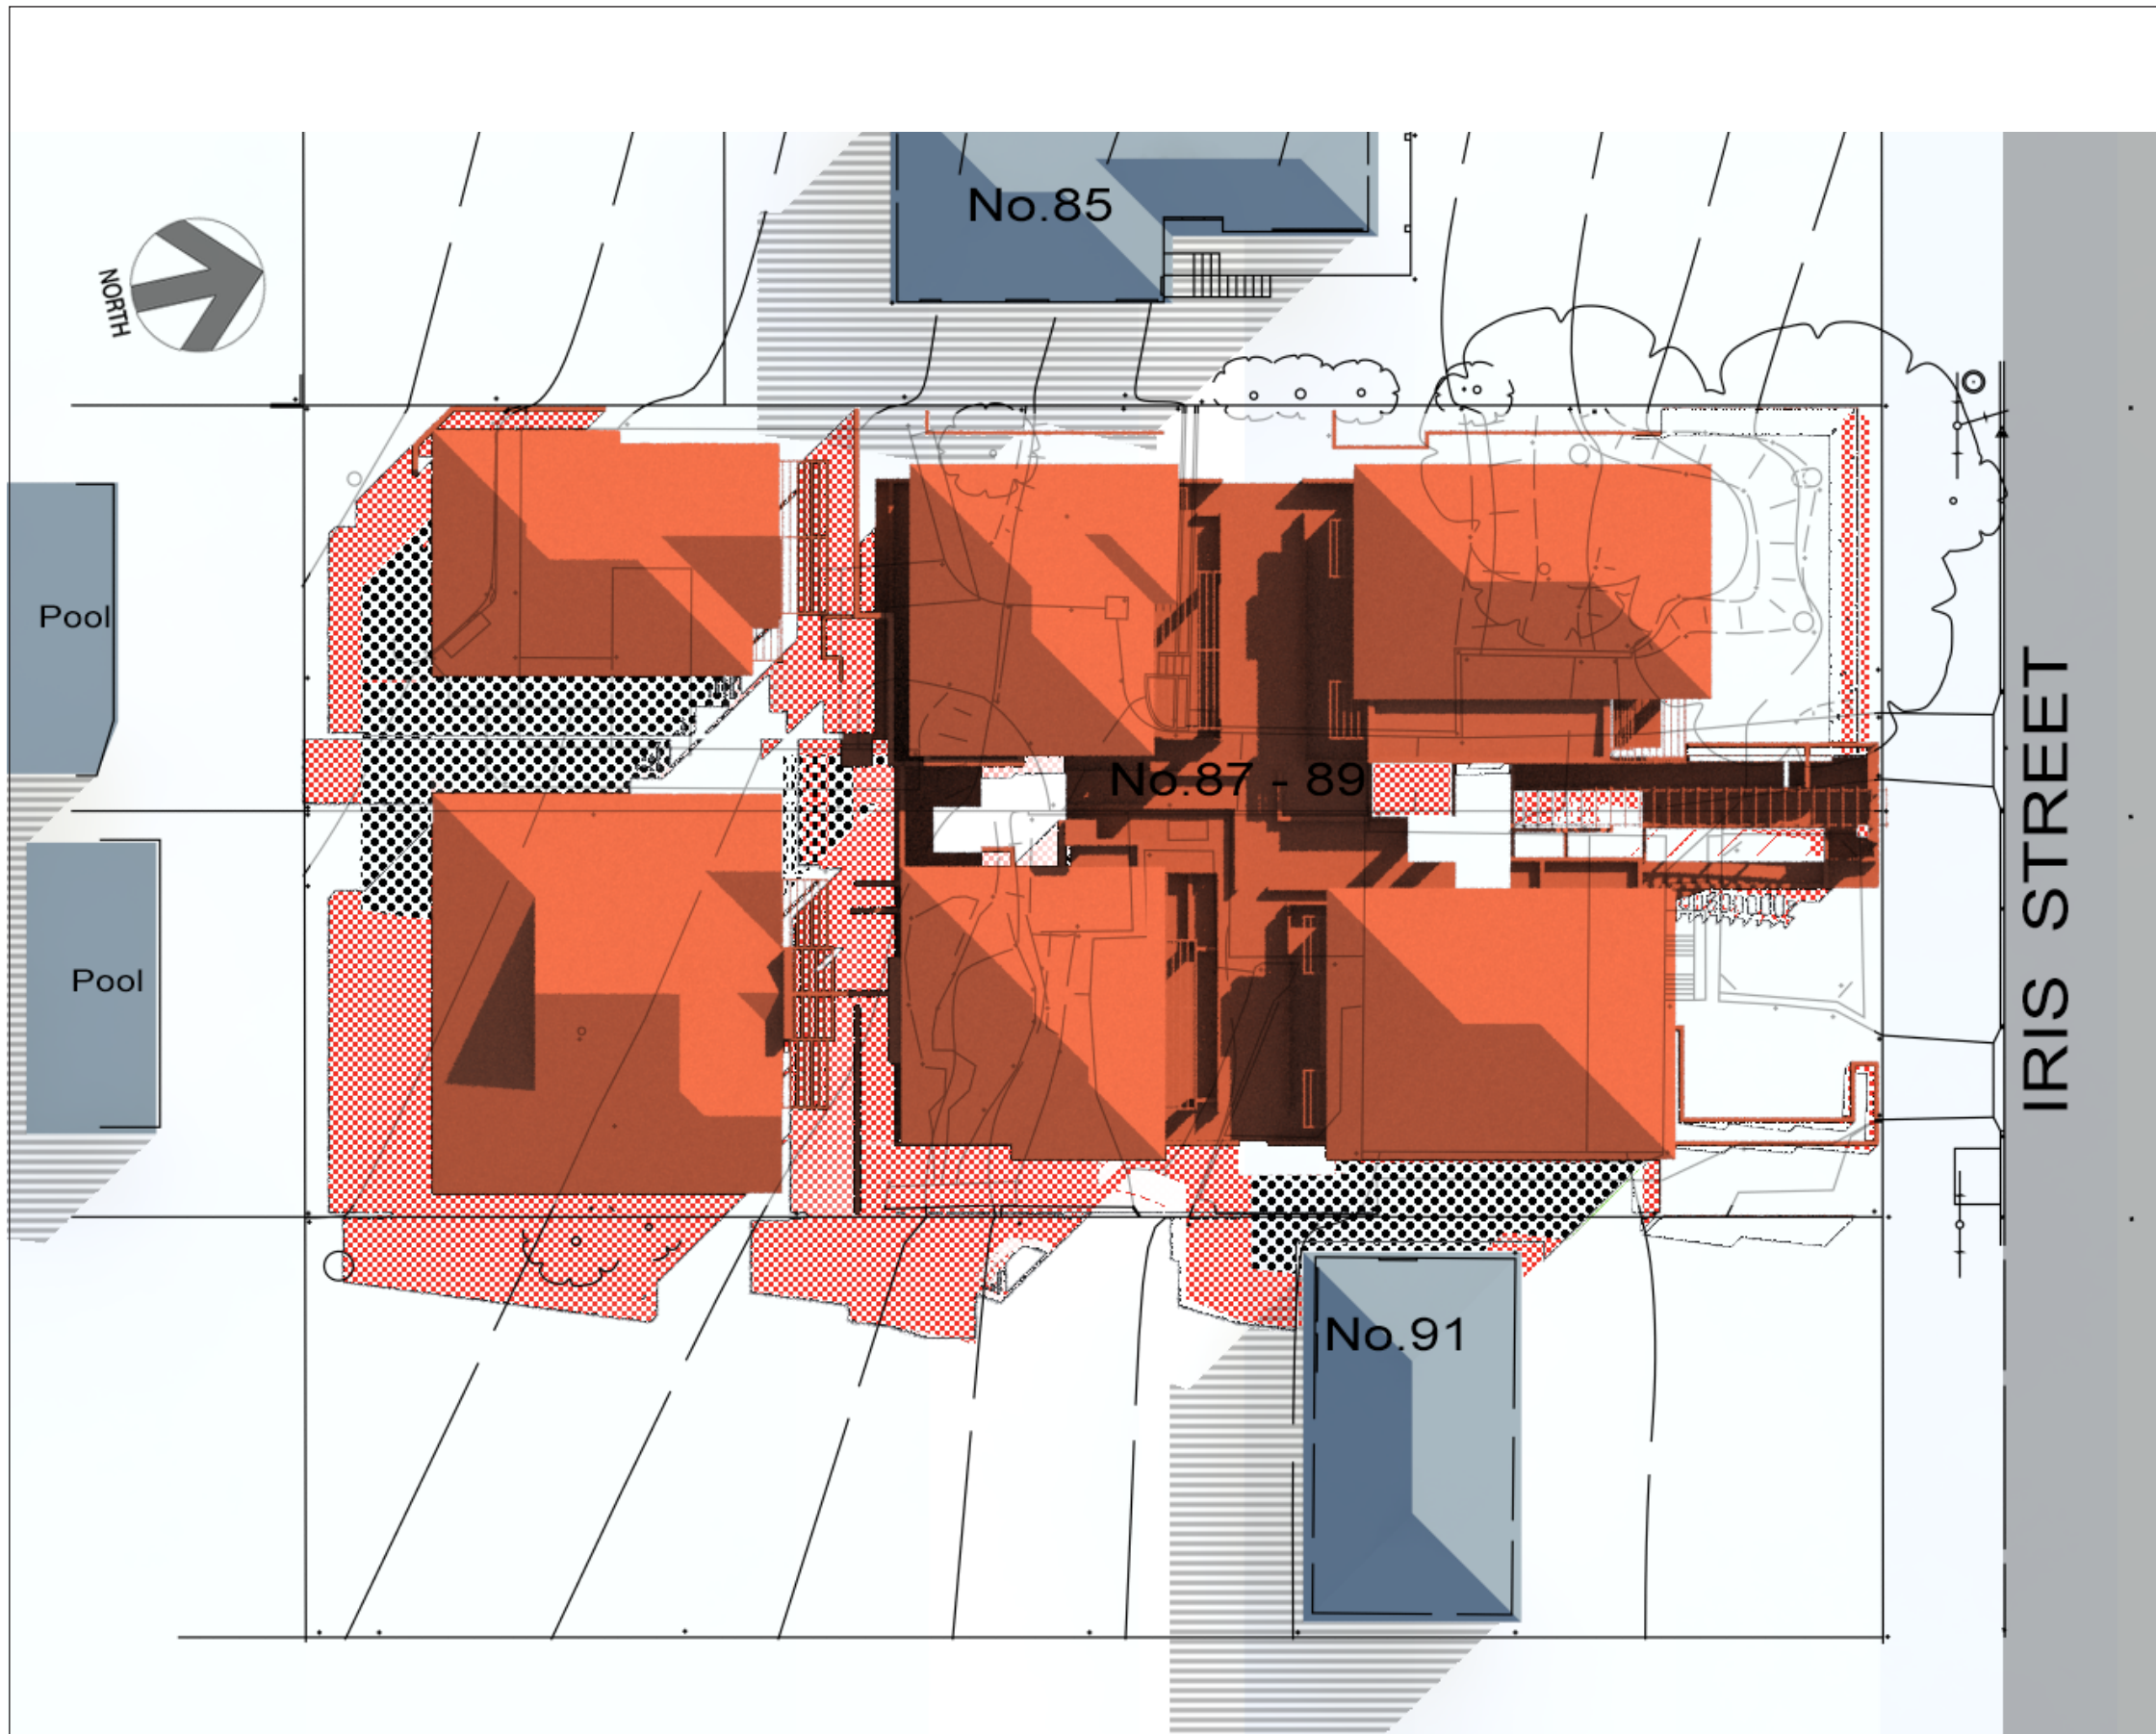 No.85
NORTH
Pool
No.87 - 89
Pool
IRIS STREET
No.91